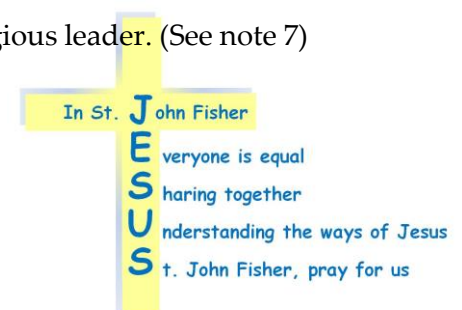 gious leader. (See note 7)
In St. John Fisher
Everyone is equal
Sharing together
Understanding the ways of Jesus
St. John Fisher, pray for us